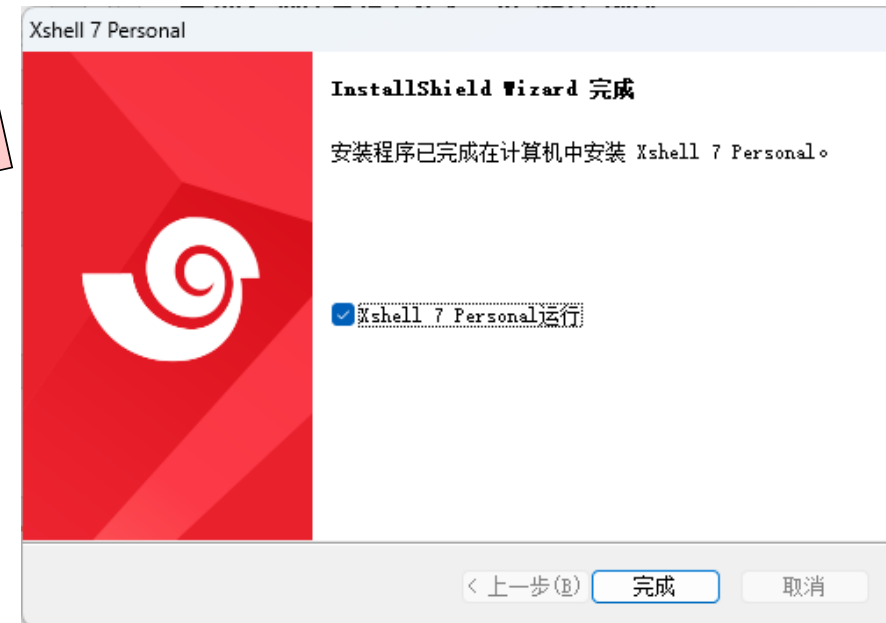 Xshell 7 Personal
InstallShield Wizard 完成
安装程序已完成在计算机中安装 Xshell 7 Personal。
Xshell 7 Personal运行
< 上一步(B) 完成 取消